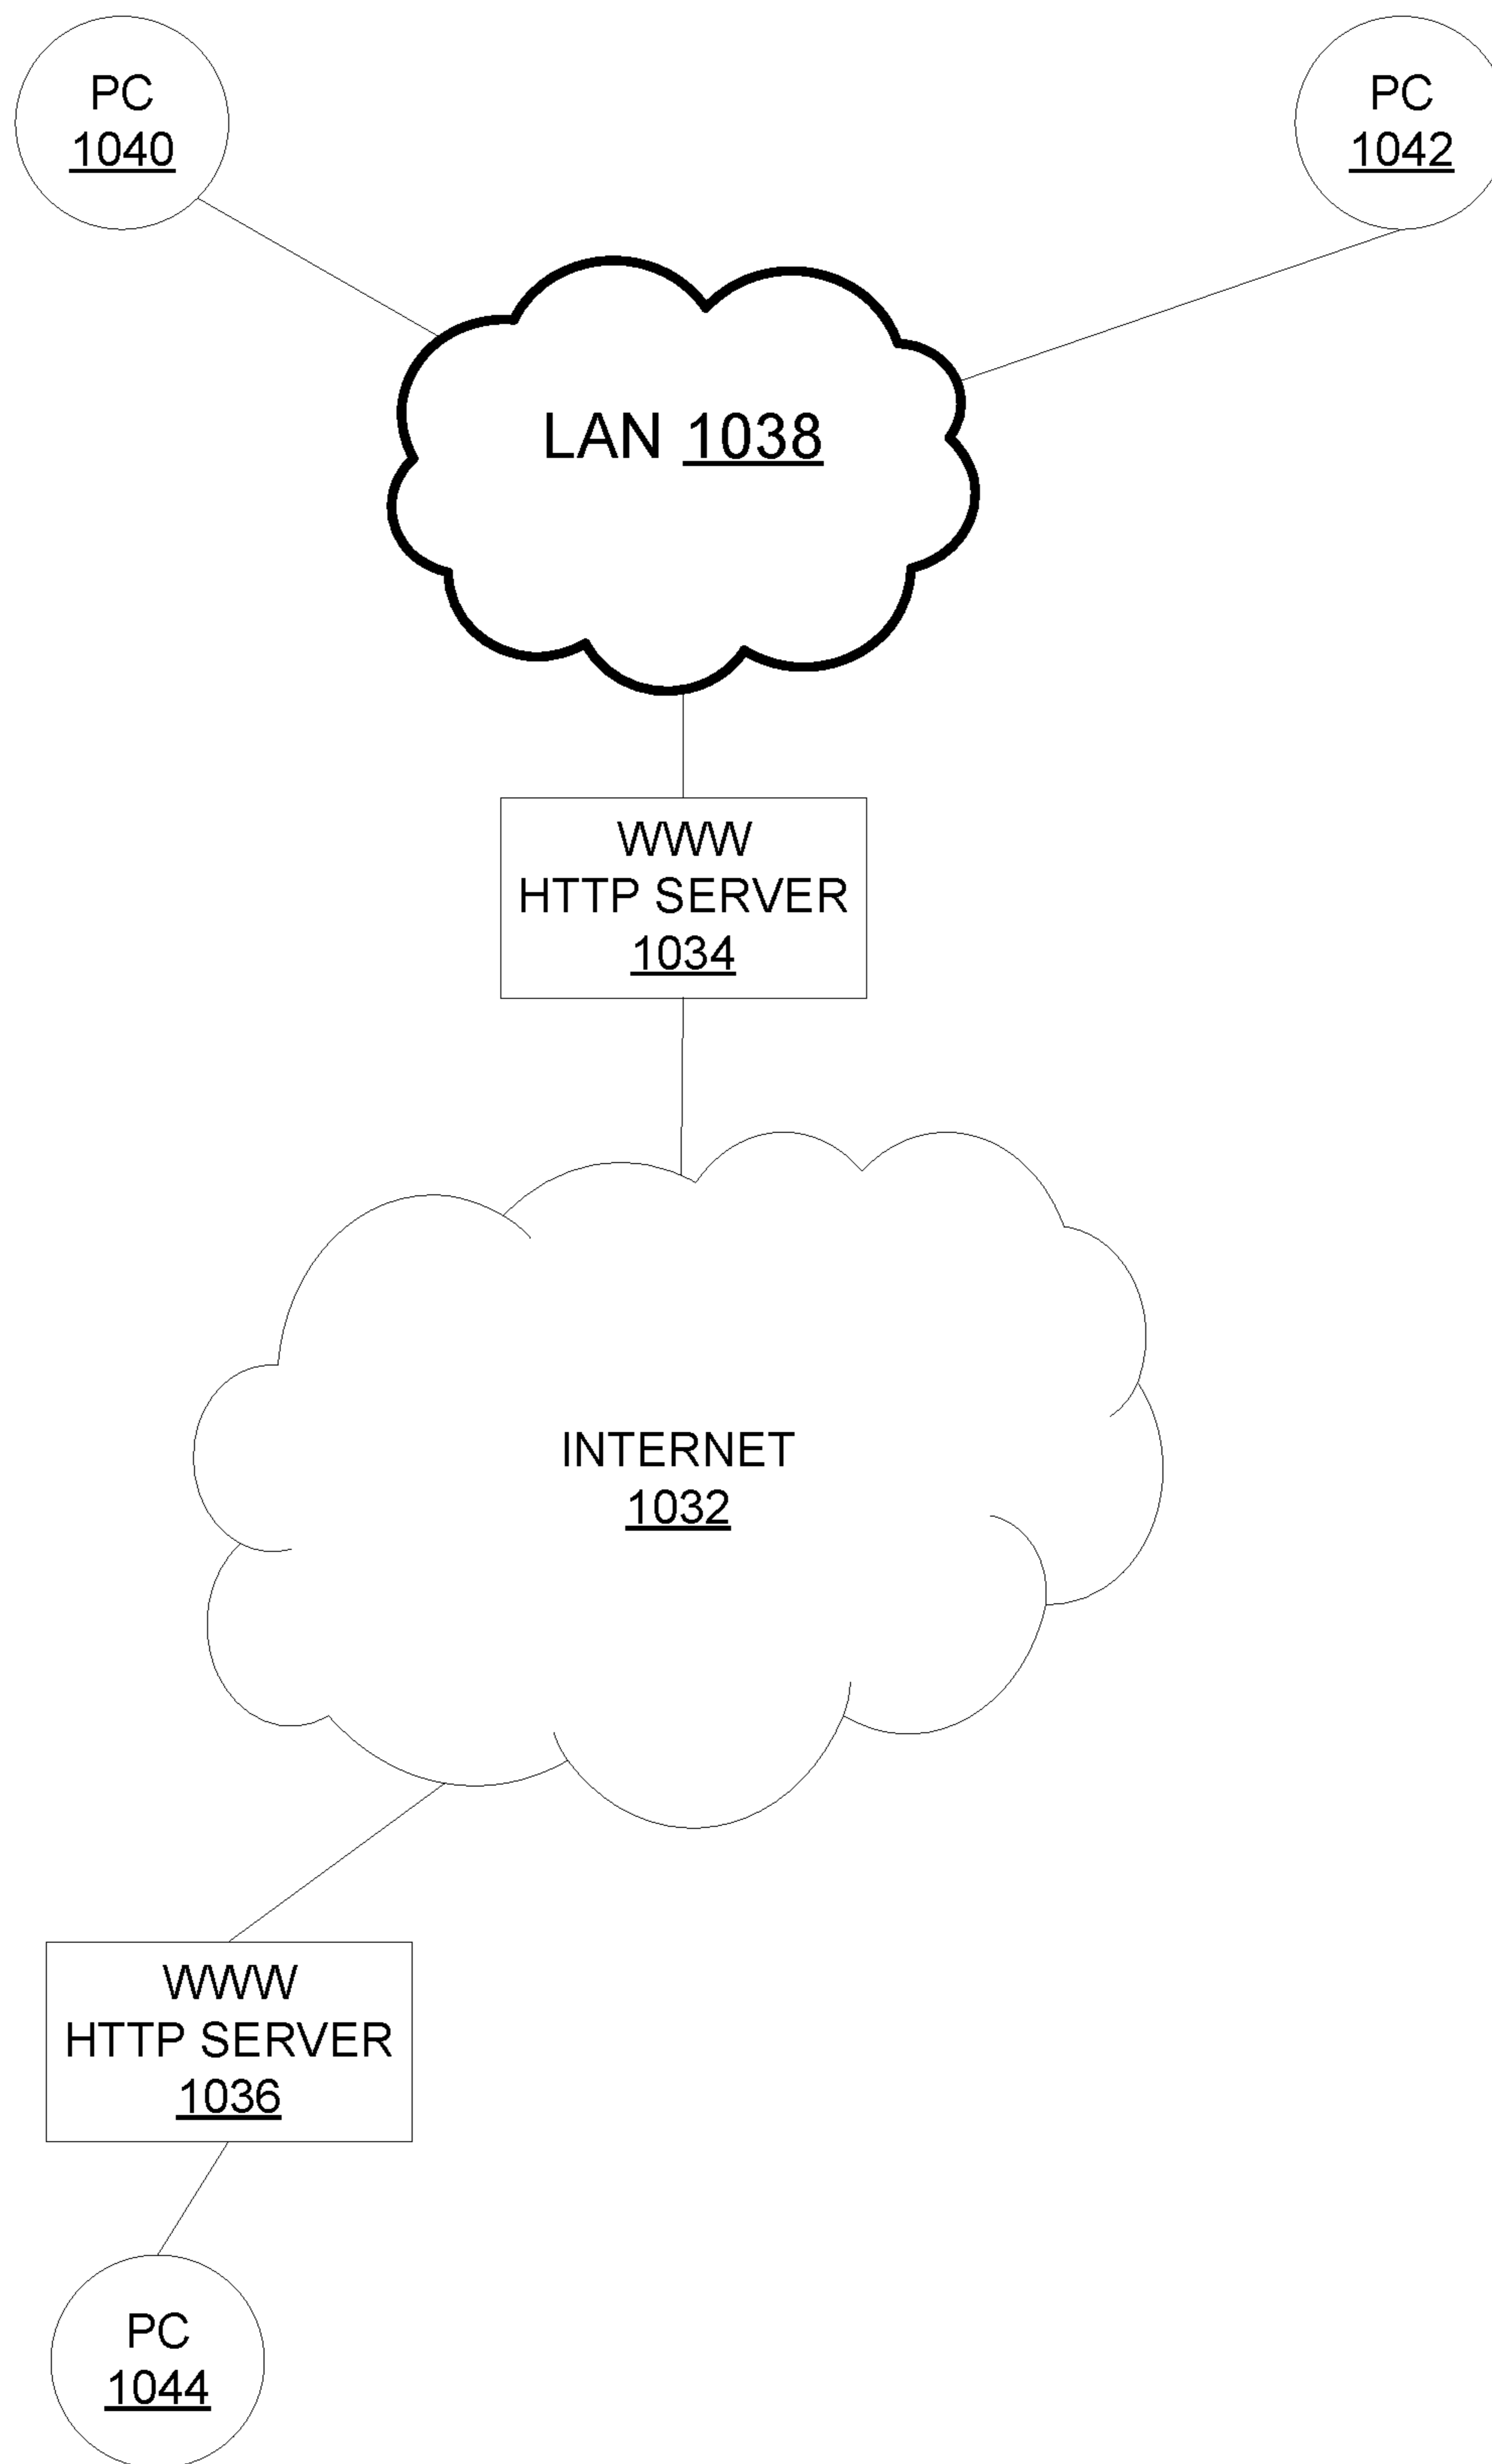 PC
1040
PC
1042
LAN 1038
WWW
HTTP SERVER
1034
INTERNET
1032
WWW
HTTP SERVER
1036
PC
1044